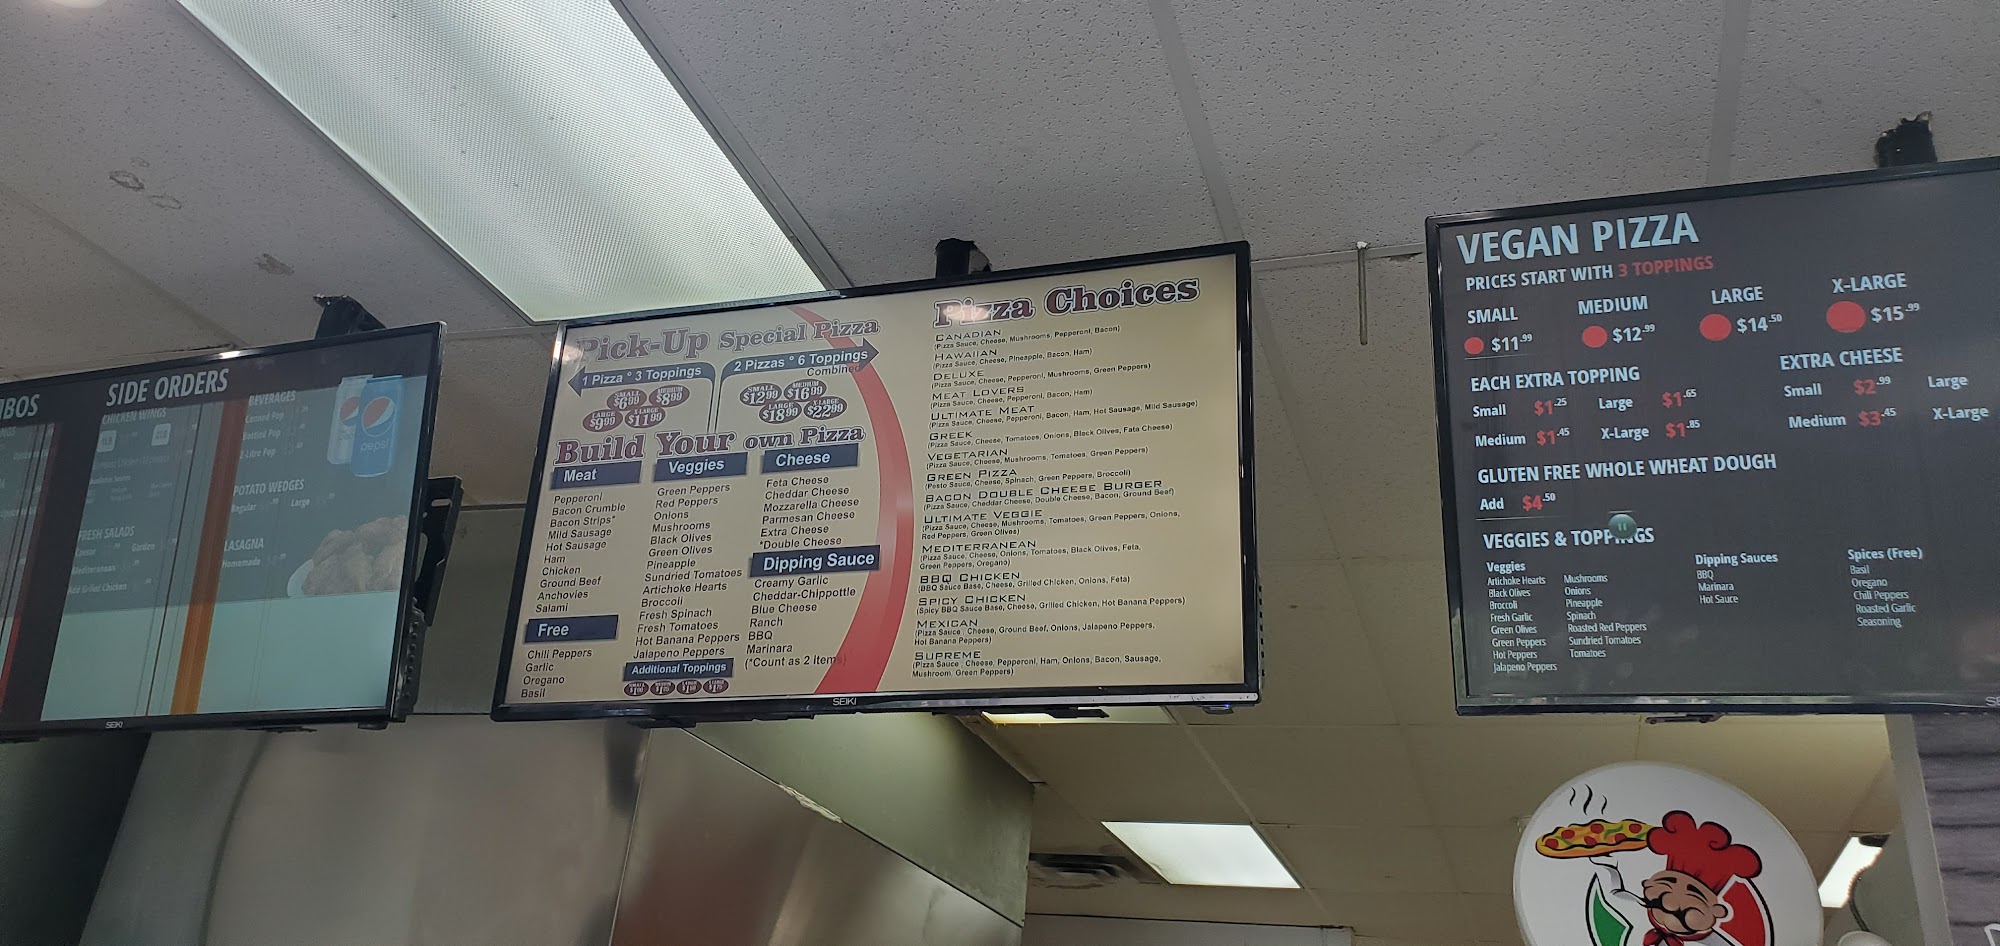 SIDE ORDERS
CHICKEN WINGS
BEVERAGES
Canned Pop
Bottled Pop
2-Litre Pop
pepsi
POTATO WEDGES
Regular Large
FRESH SALADS
Caesar Garden
Mediterranean
Add Grilled Chicken
LASAGNA
Homemade
SEIKI
Pick-Up Special Pizza
1 Pizza ° 3 Toppings
2 Pizzas ° 6 Toppings
Combined
SMALL $6.99 MEDIUM $8.99
LARGE $9.99 X-LARGE $11.99
SMALL $12.99 MEDIUM $16.99
LARGE $18.99 X-LARGE $22.99
Build Your own Pizza
Meat
Pepperoni
Bacon Crumble
Bacon Strips*
Mild Sausage
Hot Sausage
Ham
Chicken
Ground Beef
Anchovies
Salami
Free
Chili Peppers
Garlic
Oregano
Basil
Veggies
Green Peppers
Red Peppers
Onions
Mushrooms
Black Olives
Green Olives
Pineapple
Sundried Tomatoes
Artichoke Hearts
Broccoli
Fresh Spinach
Fresh Tomatoes
Hot Banana Peppers
Jalapeno Peppers
Additional Toppings
Cheese
Feta Cheese
Cheddar Cheese
Mozzarella Cheese
Parmesan Cheese
Extra Cheese
*Double Cheese
Dipping Sauce
Creamy Garlic
Cheddar-Chippottle
Blue Cheese
Ranch
BBQ
Marinara
(*Count as 2 Items)
Pizza Choices
CANADIAN
(Pizza Sauce, Cheese, Mushrooms, Pepperoni, Bacon)
HAWAIIAN
(Pizza Sauce, Cheese, Pineapple, Bacon, Ham)
DELUXE
(Pizza Sauce, Cheese, Pepperoni, Mushrooms, Green Peppers)
MEAT LOVERS
(Pizza Sauce, Cheese, Pepperoni, Bacon, Ham)
ULTIMATE MEAT
(Pizza Sauce, Cheese, Pepperoni, Bacon, Ham, Hot Sausage, Mild Sausage)
GREEK
(Pizza Sauce, Cheese, Tomatoes, Onions, Black Olives, Fata Cheese)
VEGETARIAN
(Pizza Sauce, Cheese, Mushrooms, Tomatoes, Green Peppers)
GREEN PIZZA
(Pesto Sauce, Cheese, Spinach, Green Peppers, Broccoli)
BACON DOUBLE CHEESE BURGER
(Pizza Sauce, Cheddar Cheese, Double Cheese, Bacon, Ground Beef)
ULTIMATE VEGGIE
(Pizza Sauce, Cheese, Mushrooms, Tomatoes, Green Peppers, Onions,
Red Peppers, Green Olives)
MEDITERRANEAN
(Pizza Sauce, Cheese, Onions, Tomatoes, Black Olives, Feta,
Green Peppers, Oregano)
BBQ CHICKEN
(BBQ Sauce Base, Cheese, Grilled Chicken, Onions, Feta)
SPICY CHICKEN
(Spicy BBQ Sauce Base, Cheese, Grilled Chicken, Hot Banana Peppers)
MEXICAN
(Pizza Sauce, Cheese, Ground Beef, Onions, Jalapeno Peppers,
Hot Banana Peppers)
SUPREME
(Pizza Sauce, Cheese, Pepperoni, Ham, Onions, Bacon, Sausage,
Mushroom, Green Peppers)
SEIKI
VEGAN PIZZA
PRICES START WITH 3 TOPPINGS
SMALL MEDIUM LARGE X-LARGE
$11.99 $12.99 $14.50 $15.99
EACH EXTRA TOPPING
Small $1.25 Large $1.65
Medium $1.45 X-Large $1.85
EXTRA CHEESE
Small $2.99 Large
Medium $3.45 X-Large
GLUTEN FREE WHOLE WHEAT DOUGH
Add $4.50
VEGGIES & TOPPINGS
Veggies
Artichoke Hearts
Black Olives
Broccoli
Fresh Garlic
Green Olives
Green Peppers
Hot Peppers
Jalapeno Peppers
Mushrooms
Onions
Pineapple
Spinach
Roasted Red Peppers
Sundried Tomatoes
Tomatoes
Dipping Sauces
BBQ
Marinara
Hot Sauce
Spices (Free)
Basil
Oregano
Chili Peppers
Roasted Garlic
Seasoning